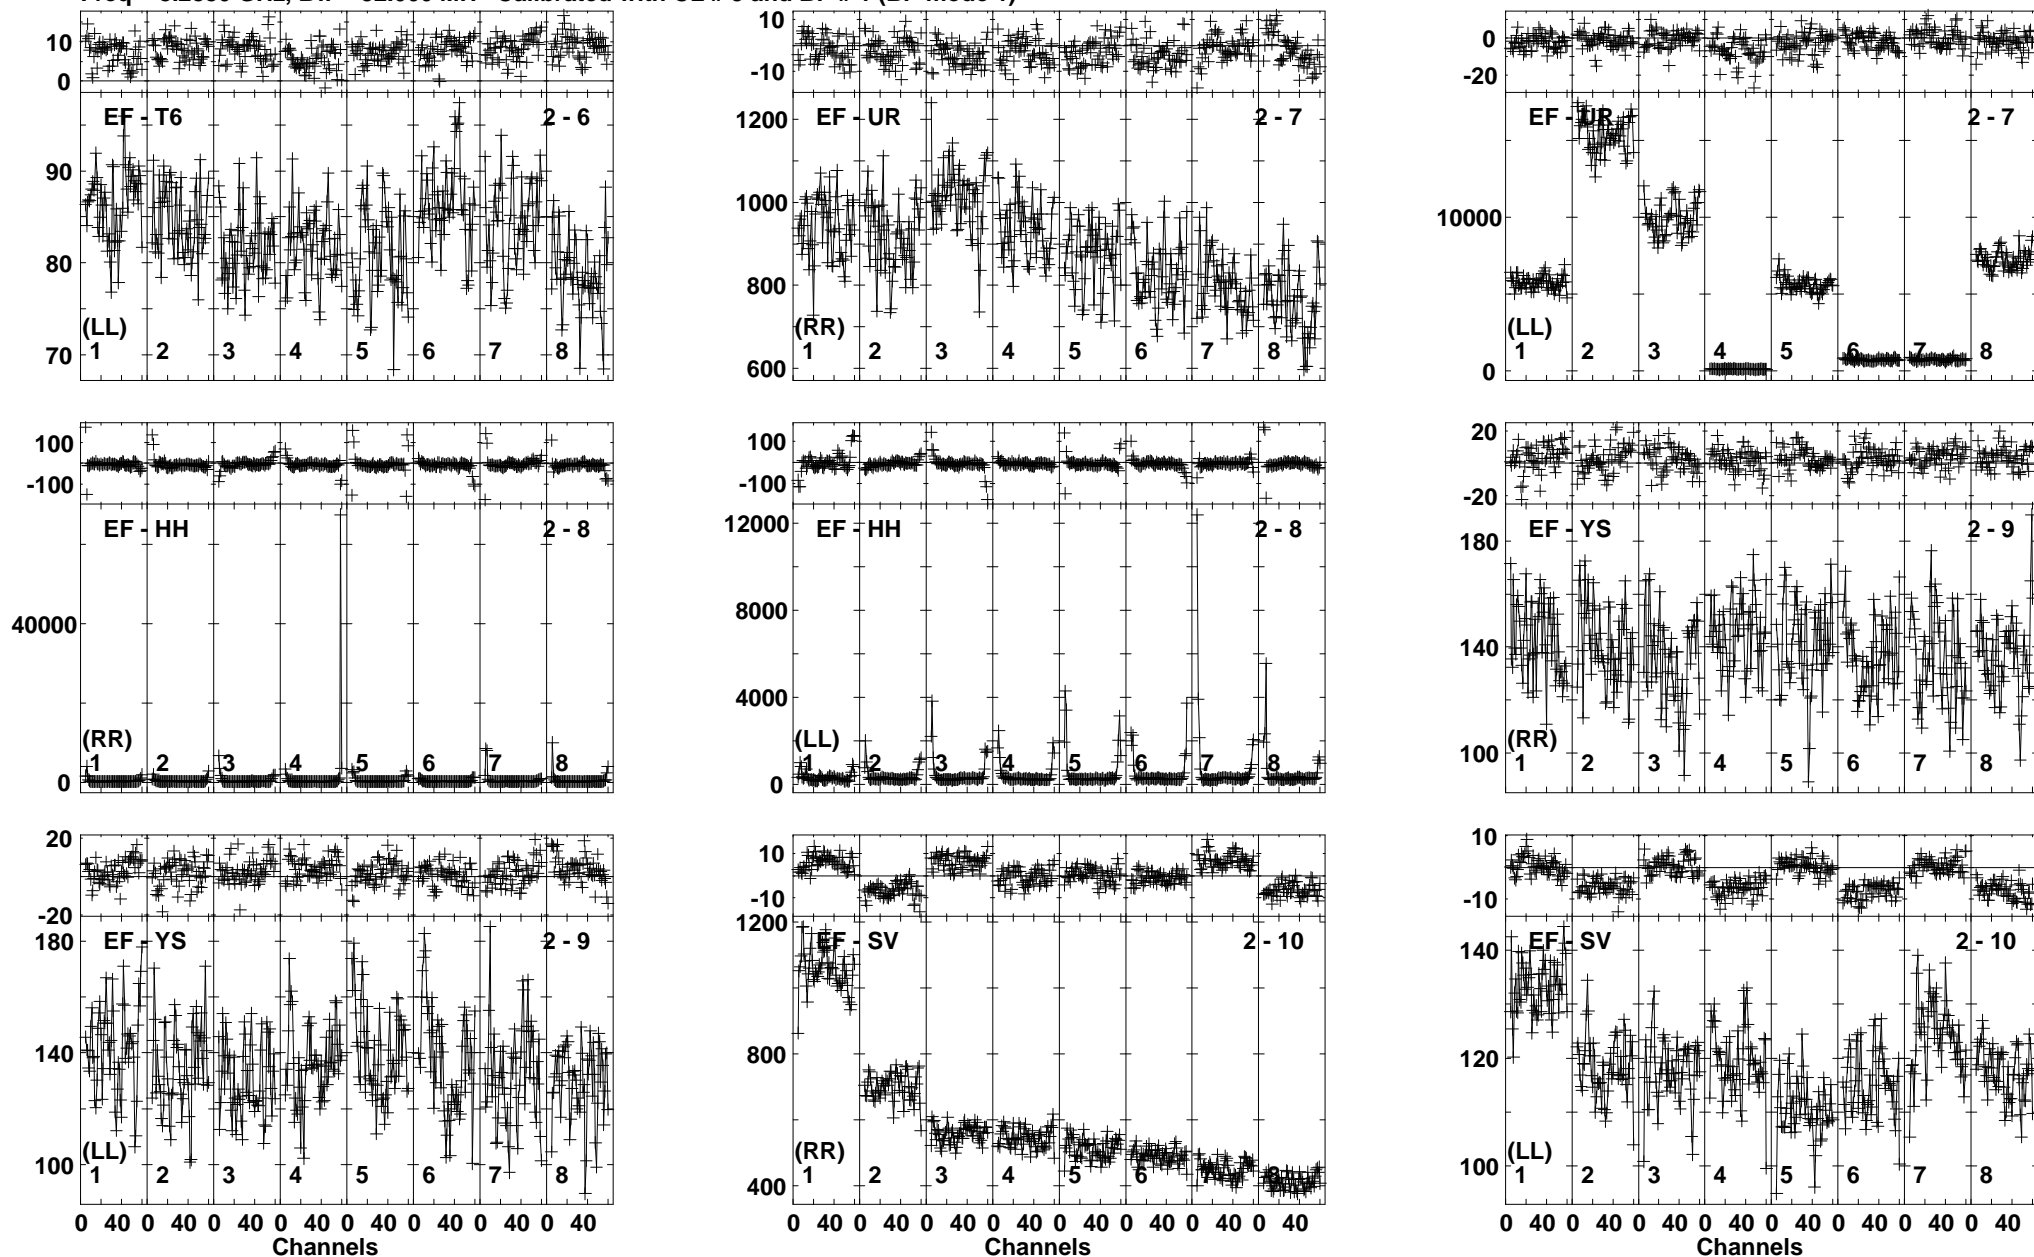 10
0
EF - T6 2 - 6
90
80
70
(LL)
1 2 3 4 5 6 7 8
10
-10
EF - UR 2 - 7
1200
1000
800
600
(RR)
1 2 3 4 5 6 7 8
0
-20
EF - UR 2 - 7
10000
0
(LL)
1 2 3 4 5 6 7 8
100
-100
EF - HH 2 - 8
40000
0
(RR)
1 2 3 4 5 6 7 8
100
-100
EF - HH 2 - 8
12000
8000
4000
0
(LL)
1 2 3 4 5 6 7 8
20
-20
EF - YS 2 - 9
180
140
100
(RR)
1 2 3 4 5 6 7 8
20
-20
EF - YS 2 - 9
180
140
100
(LL)
1 2 3 4 5 6 7 8
0 40 0 40 0 40 0 40 0 40 0 40 0 40 0 40
Channels
10
-10
EF - SV 2 - 10
1200
800
400
(RR)
1 2 3 4 5 6 7 8
0 40 0 40 0 40 0 40 0 40 0 40 0 40 0 40
Channels
10
-10
EF - SV 2 - 10
140
120
100
(LL)
1 2 3 4 5 6 7 8
0 40 0 40 0 40 0 40 0 40 0 40 0 40 0 40
Channels